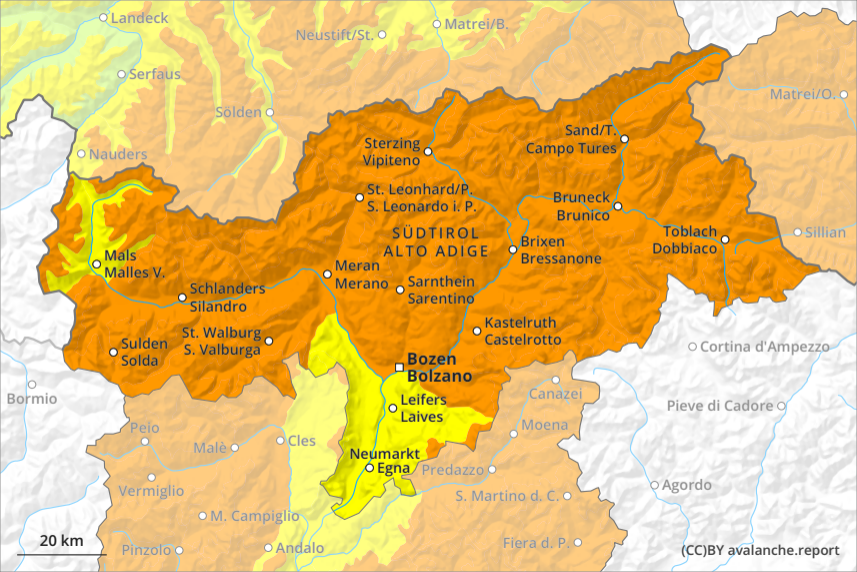 Landeck
Matrei/B.
Neustift/St.
Serfaus
Matrei/O.
Sölden
Sand/T.
Campo Tures
Sterzing
Vipiteno
Nauders
St. Leonhard/P.
S. Leonardo i. P.
Bruneck
Brunico
SÜDTIROL
ALTO ADIGE
Toblach
Dobbiaco
Sillian
Brixen
Bressanone
Mals
Malles V.
Meran
Merano
Sarnthein
Sarentino
Schlanders
Silandro
Kastelruth
Castelrotto
St. Walburg
S. Valburga
Sulden
Solda
Cortina d'Ampezzo
Bozen
Bolzano
Bormio
Canazei
Leifers
Laives
Pieve di Cadore
Peio
Moena
Malè
Cles
Neumarkt
Egna
Predazzo
Vermiglio
Agordo
S. Martino d. C.
M. Campiglio
20 km
Pinzolo
Andalo
Fiera d. P.
(CC)BY avalanche.report